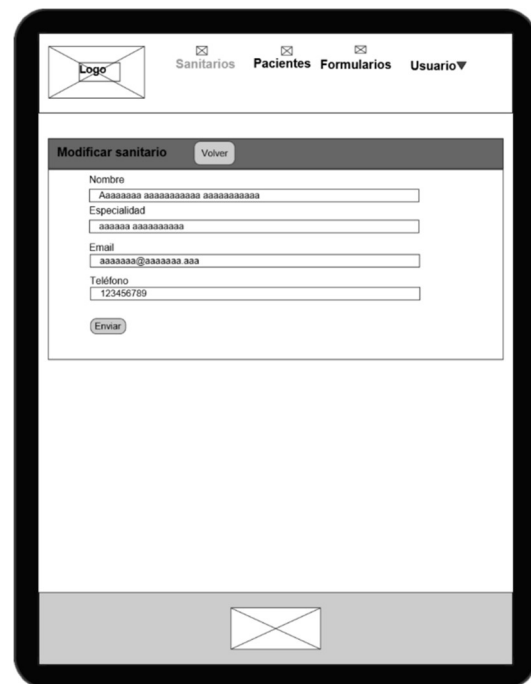 Logo
Sanitarios Pacientes Formularios Usuario▼
Modificar sanitario Volver
Nombre
Aaaaaaaa aaaaaaaaaaa aaaaaaaaaaa
Especialidad
aaaaaa aaaaaaaaaa
Email
aaaaaaa@aaaaaaa.aaa
Teléfono
123456789
Enviar